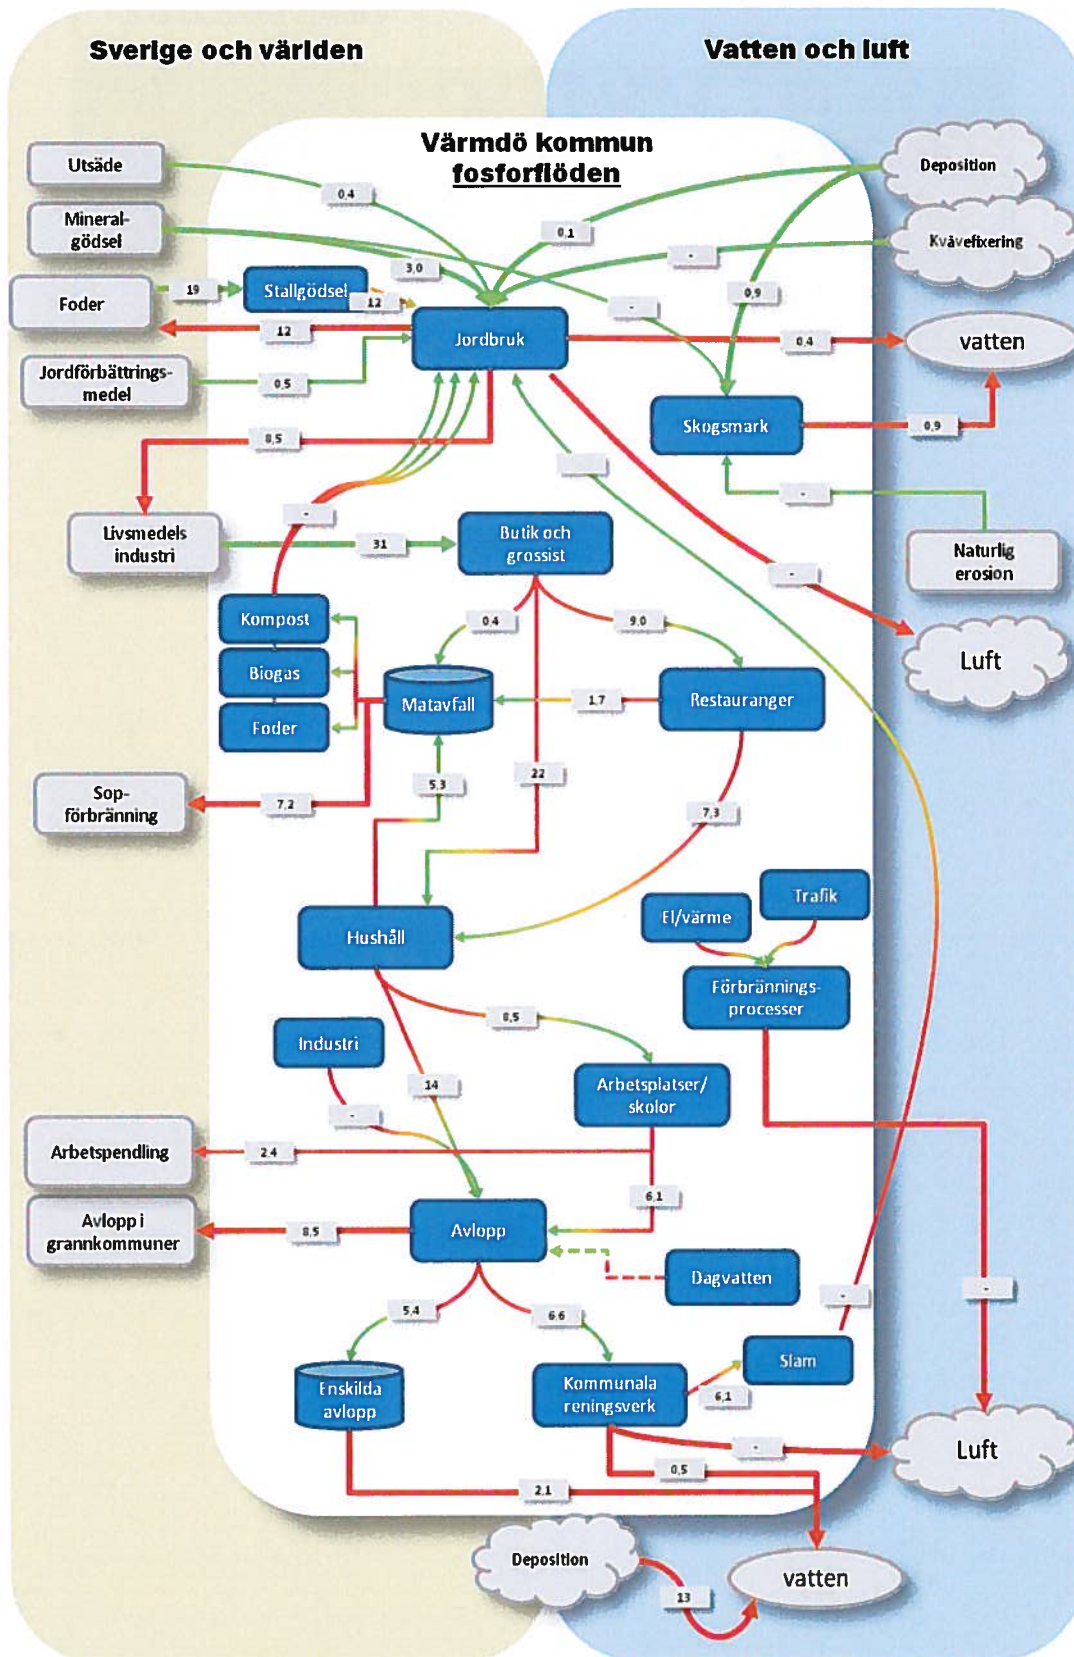 Sverige och världen
Vatten och luft
Värmdö kommun
fosforflöden
Utsäde
Deposition
0,4
Mineral-
gödsel
0,1
Kvävefixering
3,0
-
Foder
19
Stallgödsel
12
0,9
-
12
Jordbruk
0,4
vatten
Jordförbättrings-
medel
0,5
Skogsmark
0,9
8,5
-
-
Livsmedels
industri
31
Butik och
grossist
Naturlig
erosion
-
Kompost
0,4
9,0
Luft
Biogas
Matavfall
1,7
Restauranger
Foder
Sop-
förbränning
7,2
5,3
22
7,3
Hushåll
El/värme
Trafik
Förbrännings-
processer
8,5
Industri
14
Arbetsplatser/
skolor
-
Arbetspendling
2,4
6,1
Avlopp i
grannkommuner
8,5
Avlopp
Dagvatten
5,4
6,6
-
-
Enskilda
avlopp
Kommunala
reningsverk
6,1
Slam
-
Luft
0,5
2,1
Deposition
13
vatten